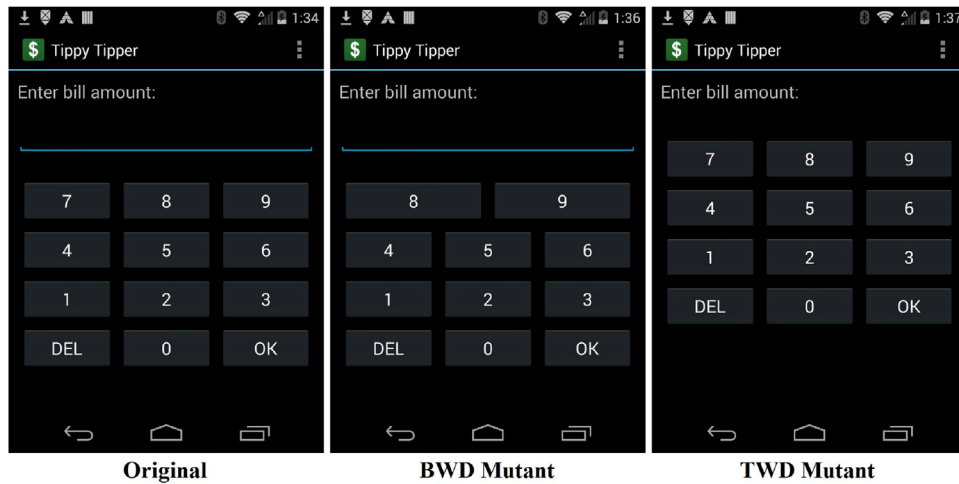 1:34
$ Tippy Tipper
Enter bill amount:
7 8 9
4 5 6
1 2 3
DEL 0 OK
Original
1:36
$ Tippy Tipper
Enter bill amount:
8 9
4 5 6
1 2 3
DEL 0 OK
BWD Mutant
1:37
$ Tippy Tipper
Enter bill amount:
7 8 9
4 5 6
1 2 3
DEL 0 OK
TWD Mutant